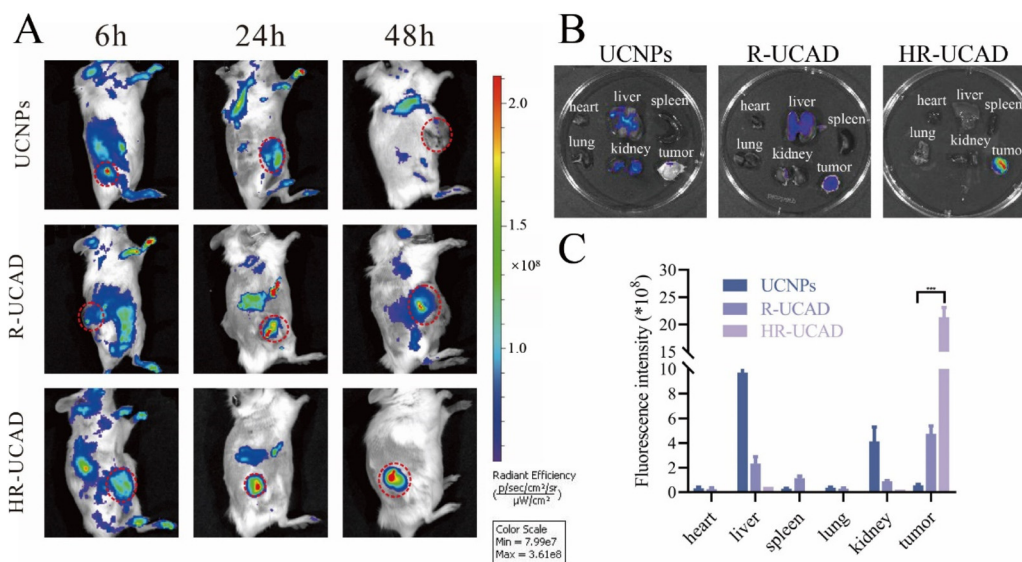 A
6h 24h 48h
UCNPs
R-UCAD
HR-UCAD
2.0
1.5
×10⁸
1.0
Radiant Efficiency
(p/sec/cm²/sr / μW/cm²)
Color Scale
Min = 7.99e7
Max = 3.61e8
B
UCNPs R-UCAD HR-UCAD
heart liver spleen
lung kidney tumor
heart liver spleen
lung kidney tumor
heart liver spleen
lung kidney tumor
C
Fluorescence intensity (*10⁸)
30
25
20
15
10
8
6
4
2
0
UCNPs
R-UCAD
HR-UCAD
***
heart liver spleen lung kidney tumor